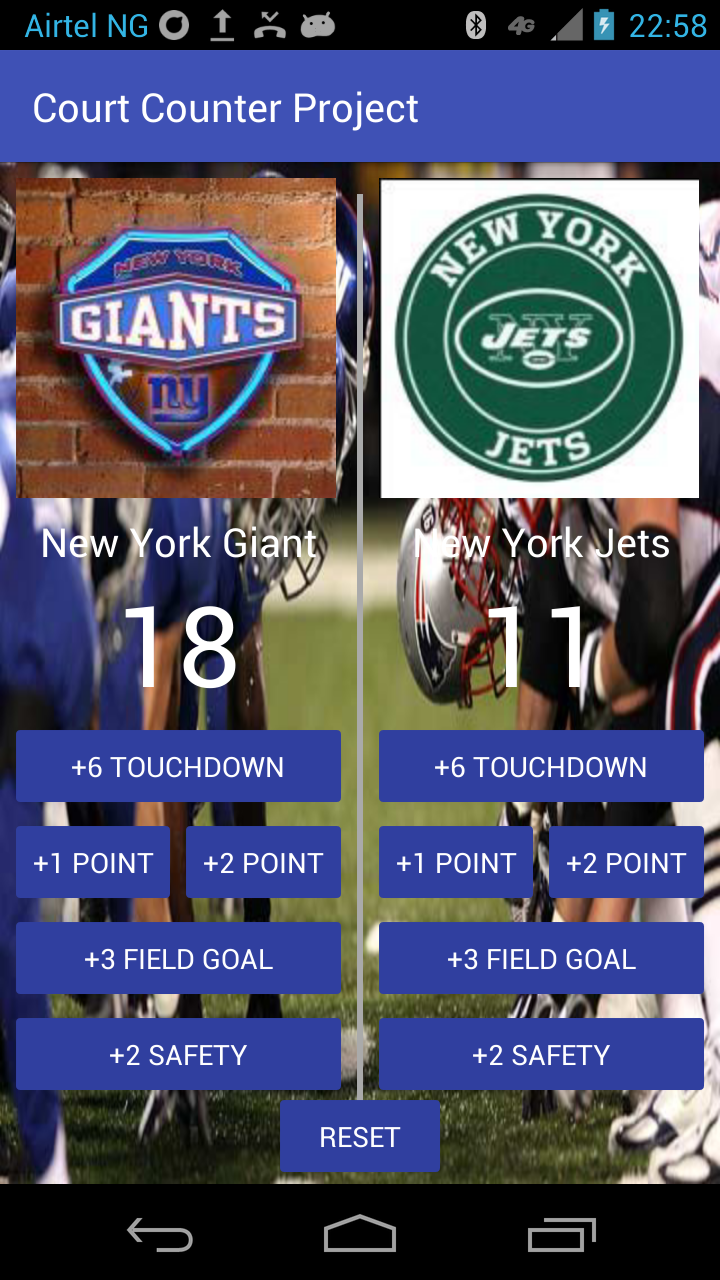 Airtel NG 4G 22:58
Court Counter Project
NEW YORK
GIANTS
ny
NEW YORK
NY
JETS
JETS
New York Giant
New York Jets
18
11
+6 TOUCHDOWN
+6 TOUCHDOWN
+1 POINT
+2 POINT
+1 POINT
+2 POINT
+3 FIELD GOAL
+3 FIELD GOAL
+2 SAFETY
+2 SAFETY
RESET